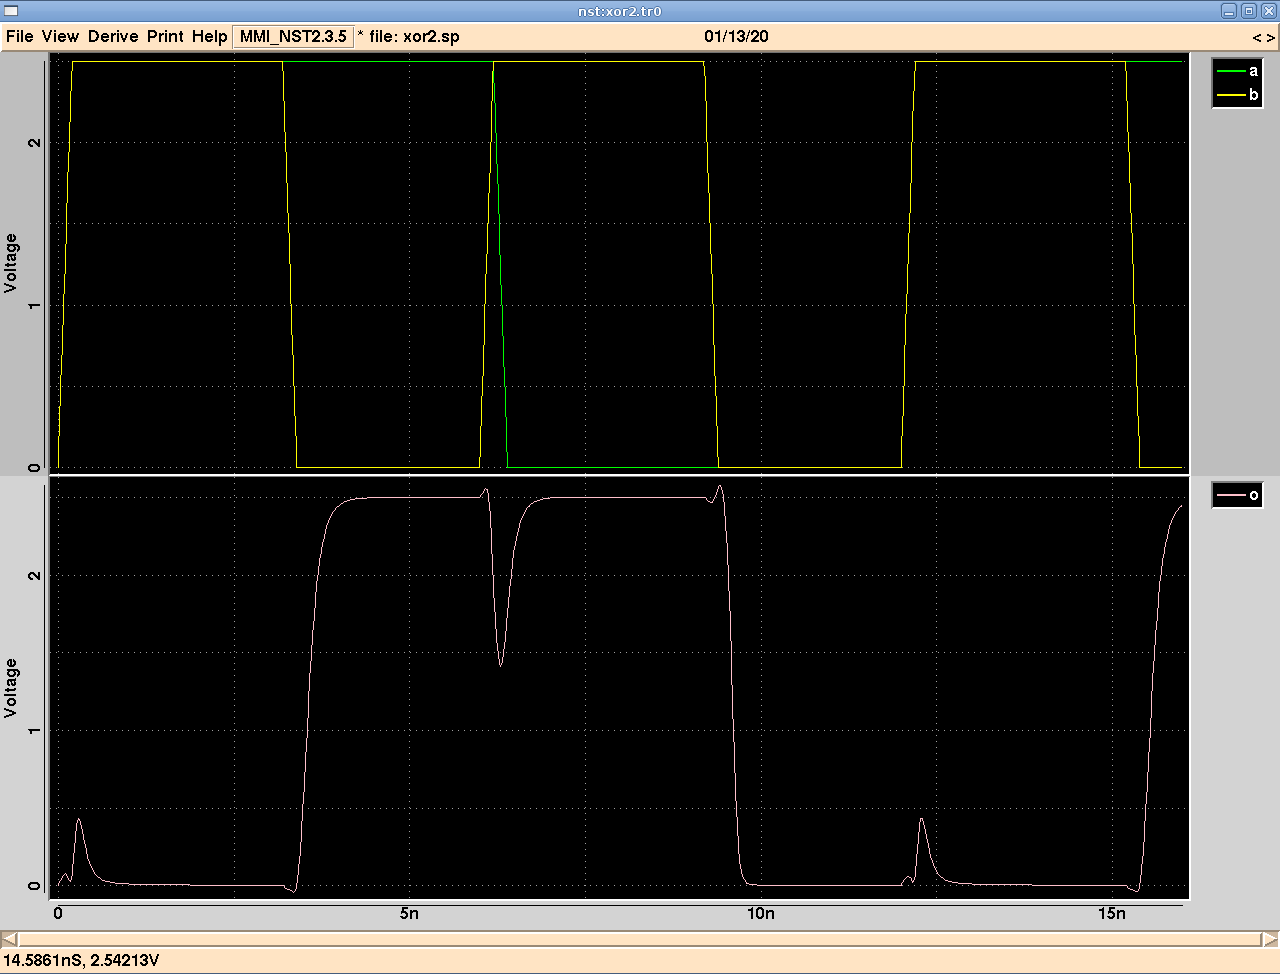 nst:xor2.tr0
File View Derive Print Help MMI_NST2.3.5 * file: xor2.sp 01/13/20 < >
a
b
2
1
0
Voltage
o
2
1
0
Voltage
0 5n 10n 15n
14.5861nS, 2.54213V